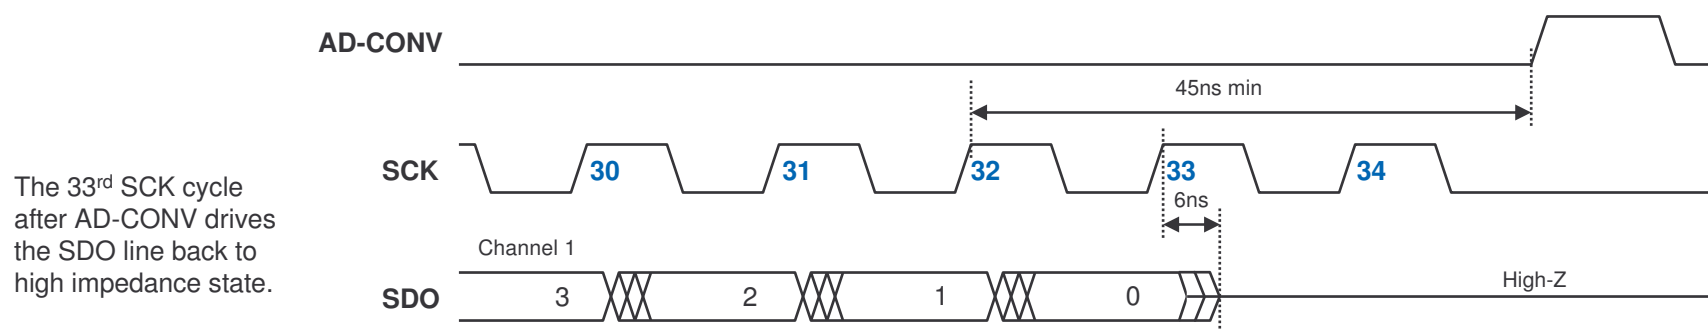 AD-CONV
45ns min
SCK
30 31 32 33 34
The 33rd SCK cycle
after AD-CONV drives
the SDO line back to
high impedance state.
6ns
Channel 1
SDO
3 2 1 0
High-Z